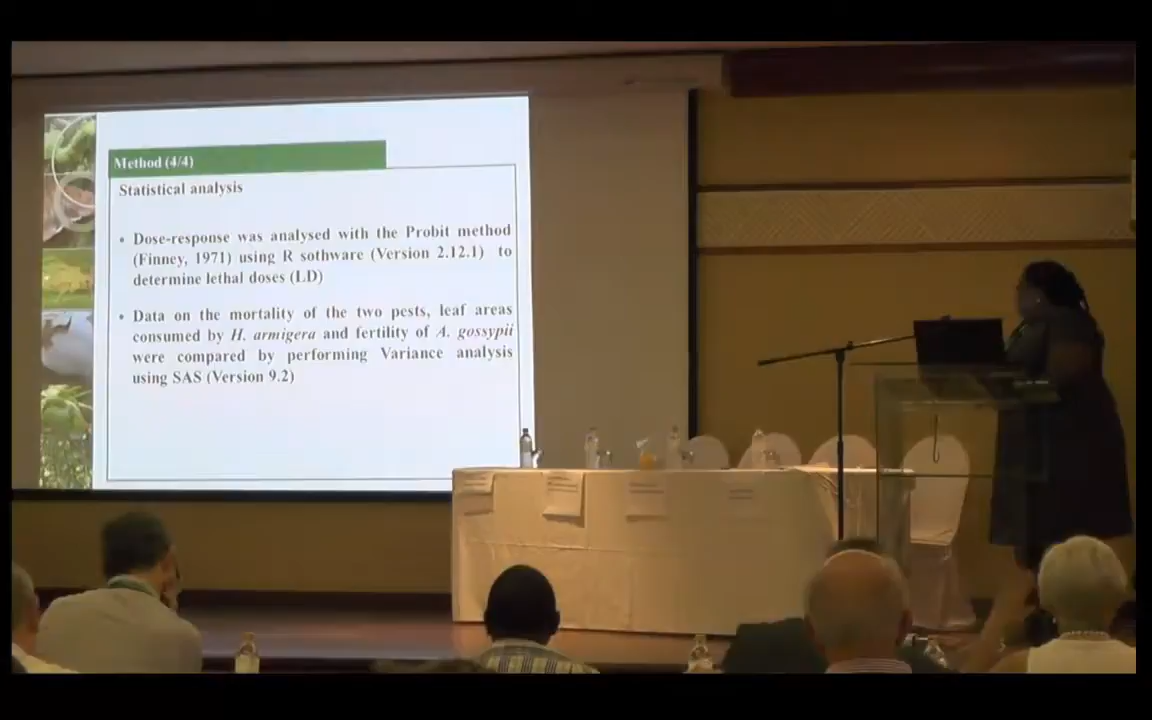 Method (4/4)
Statistical analysis
• Dose-response was analysed with the Probit method
(Finney, 1971) using R sothware (Version 2.12.1) to
determine lethal doses (LD)
• Data on the mortality of the two pests, leaf areas
consumed by H. armigera and fertility of A. gossypii
were compared by performing Variance analysis
using SAS (Version 9.2)